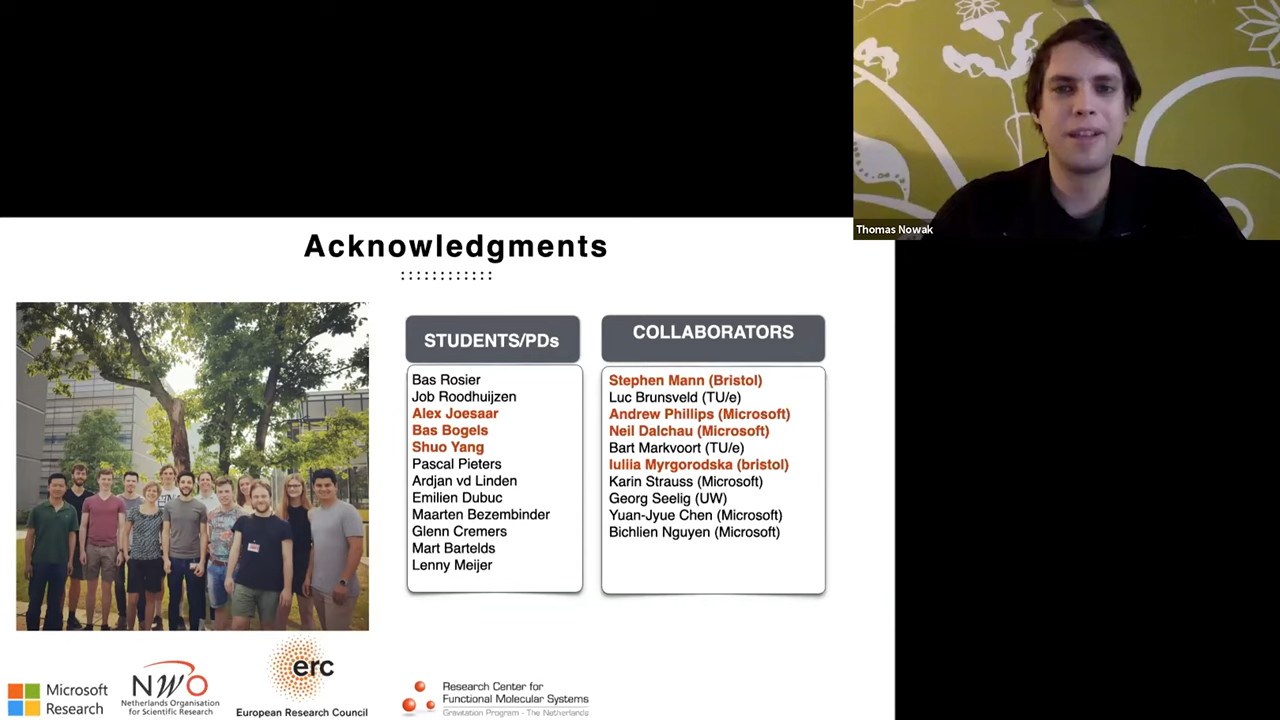 Thomas Nowak
Acknowledgments
STUDENTS/PDs
Bas Rosier
Job Roodhuijzen
Alex Joesaar
Bas Bogels
Shuo Yang
Pascal Pieters
Ardjan vd Linden
Emilien Dubuc
Maarten Bezembinder
Glenn Cremers
Mart Bartelds
Lenny Meijer
COLLABORATORS
Stephen Mann (Bristol)
Luc Brunsveld (TU/e)
Andrew Phillips (Microsoft)
Neil Dalchau (Microsoft)
Bart Markvoort (TU/e)
Iuliia Myrgorodska (bristol)
Karin Strauss (Microsoft)
Georg Seelig (UW)
Yuan-Jyue Chen (Microsoft)
Bichlien Nguyen (Microsoft)
Microsoft
Research
NWO
Netherlands Organisation
for Scientific Research
erc
European Research Council
Research Center for
Functional Molecular Systems
Gravitation Program - The Netherlands